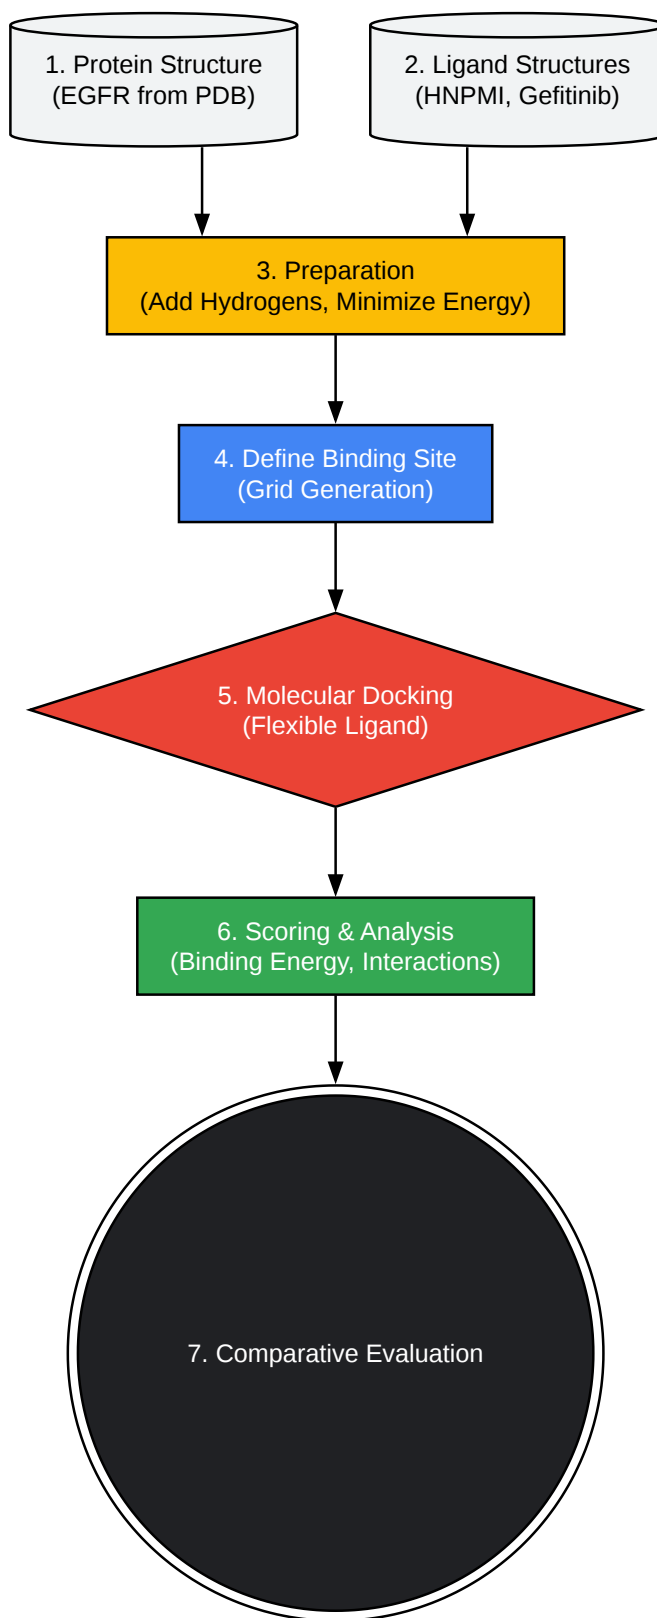 1. Protein Structure
(EGFR from PDB)
2. Ligand Structures
(HNPMI, Gefitinib)
3. Preparation
(Add Hydrogens, Minimize Energy)
4. Define Binding Site
(Grid Generation)
5. Molecular Docking
(Flexible Ligand)
6. Scoring & Analysis
(Binding Energy, Interactions)
7. Comparative Evaluation